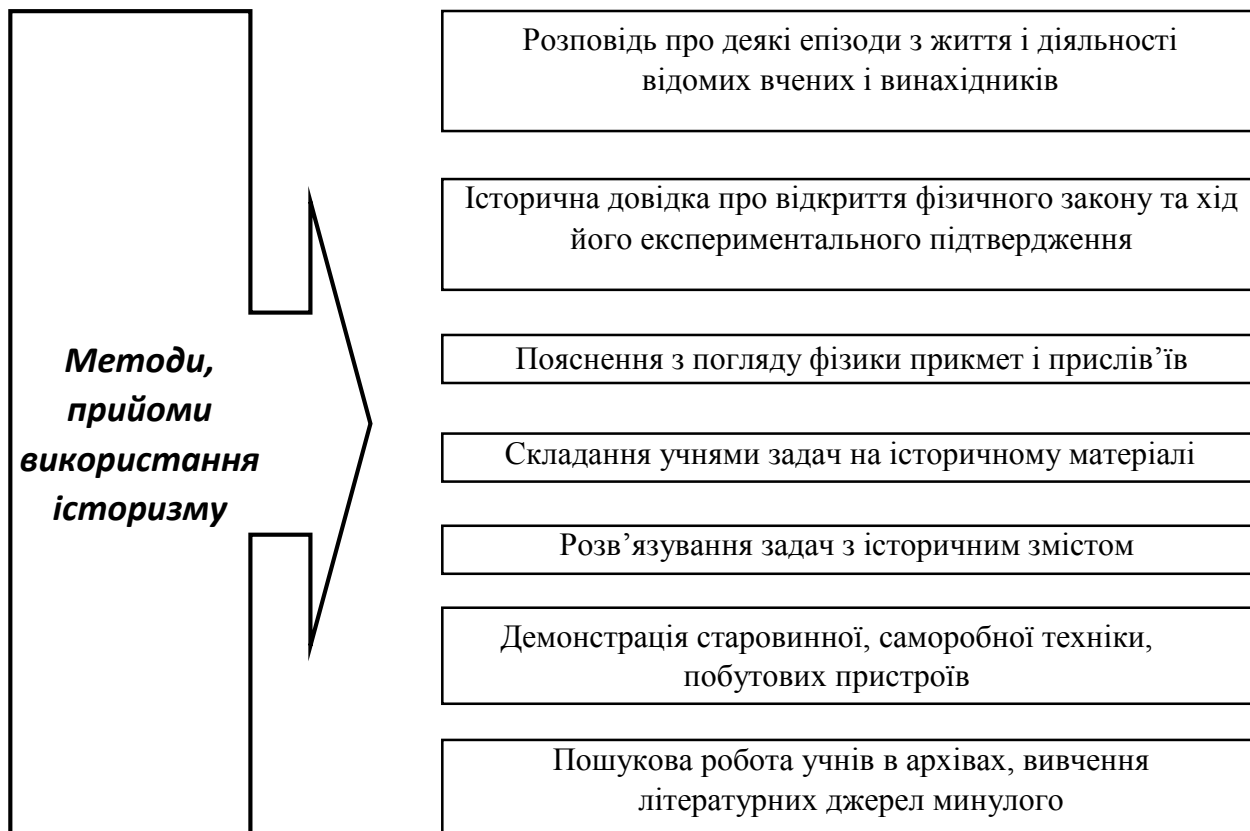 Методи,
прийоми
використання
історизму
Розповідь про деякі епізоди з життя і діяльності
відомих вчених і винахідників
Історична довідка про відкриття фізичного закону та хід
його експериментального підтвердження
Пояснення з погляду фізики прикмет і прислів’їв
Складання учнями задач на історичному матеріалі
Розв’язування задач з історичним змістом
Демонстрація старовинної, саморобної техніки,
побутових пристроїв
Пошукова робота учнів в архівах, вивчення
літературних джерел минулого